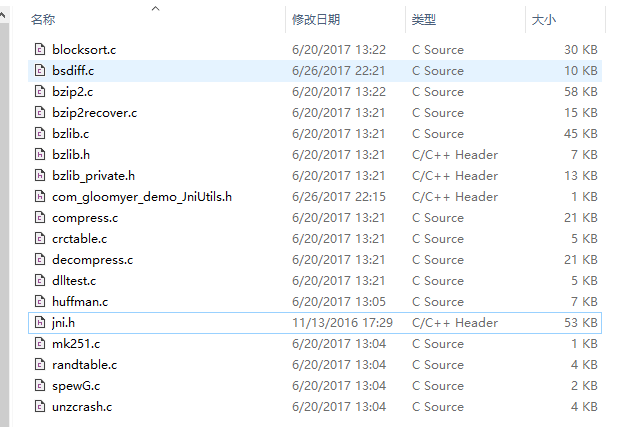 名称 修改日期 类型 大小
blocksort.c 6/20/2017 13:22 C Source 30 KB
bsdiff.c 6/26/2017 22:21 C Source 10 KB
bzip2.c 6/20/2017 13:22 C Source 58 KB
bzip2recover.c 6/20/2017 13:21 C Source 15 KB
bzlib.c 6/20/2017 13:21 C Source 45 KB
bzlib.h 6/20/2017 13:21 C/C++ Header 7 KB
bzlib_private.h 6/20/2017 13:21 C/C++ Header 13 KB
com_gloomyer_demo_JniUtils.h 6/26/2017 22:15 C/C++ Header 1 KB
compress.c 6/20/2017 13:21 C Source 21 KB
crctable.c 6/20/2017 13:21 C Source 5 KB
decompress.c 6/20/2017 13:21 C Source 21 KB
dlltest.c 6/20/2017 13:21 C Source 5 KB
huffman.c 6/20/2017 13:05 C Source 7 KB
jni.h 11/13/2016 17:29 C/C++ Header 53 KB
mk251.c 6/20/2017 13:04 C Source 1 KB
randtable.c 6/20/2017 13:04 C Source 4 KB
spewG.c 6/20/2017 13:04 C Source 2 KB
unzcrash.c 6/20/2017 13:04 C Source 4 KB